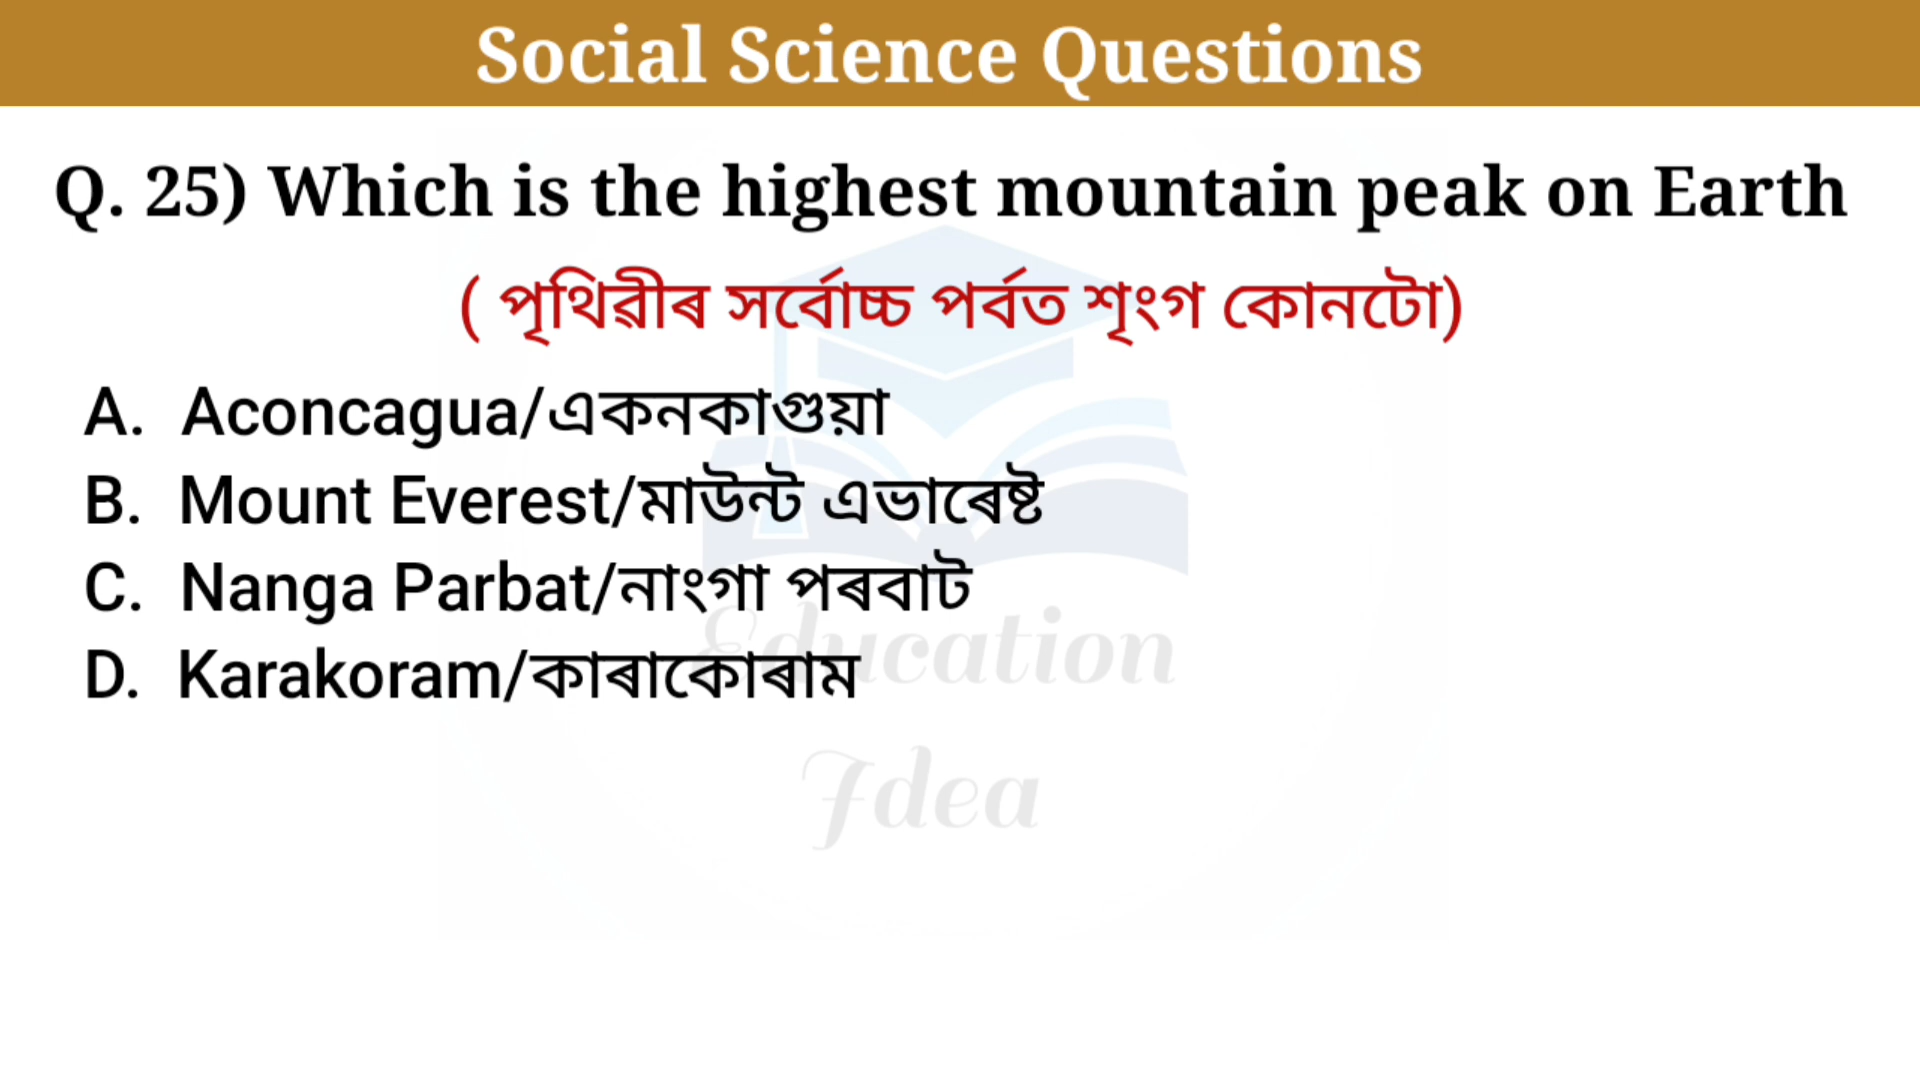 Social Science Questions
Q. 25) Which is the highest mountain peak on Earth
( পৃথিৱীৰ সৰ্বোচ্চ পৰ্বত শৃংগ কোনটো)
A. Aconcagua/একনকাগুয়া
B. Mount Everest/মাউন্ট এভাৰেষ্ট
C. Nanga Parbat/নাংগা পৰবাট
D. Karakoram/কাৰাকোৰাম
Education
Idea